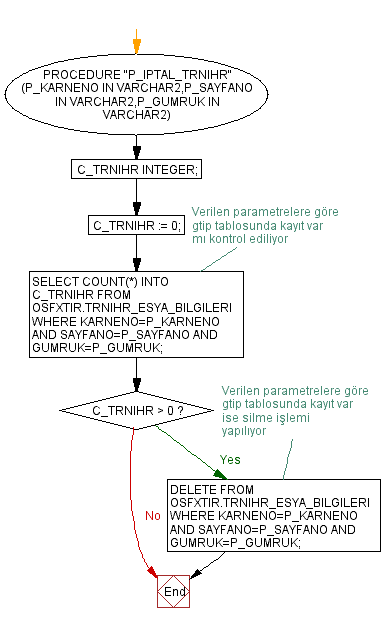 PROCEDURE "P_IPTAL_TRNIHR"
(P_KARNENO IN VARCHAR2,P_SAYFANO
IN VARCHAR2,P_GUMRUK IN
VARCHAR2)
C_TRNIHR INTEGER;
C_TRNIHR := 0;
Verilen parametrelere göre
gtip tablosunda kayıt var
mı kontrol ediliyor
SELECT COUNT(*) INTO
C_TRNIHR FROM
OSFXTIR.TRNIHR_ESYA_BILGILERI
WHERE KARNENO=P_KARNENO
AND SAYFANO=P_SAYFANO AND
GUMRUK=P_GUMRUK;
C_TRNIHR > 0 ?
Verilen parametrelere göre
gtip tablosunda kayıt var
ise silme işlemi
yapılıyor
Yes
DELETE FROM
OSFXTIR.TRNIHR_ESYA_BILGILERI
WHERE KARNENO=P_KARNENO
AND SAYFANO=P_SAYFANO AND
GUMRUK=P_GUMRUK;
No
End